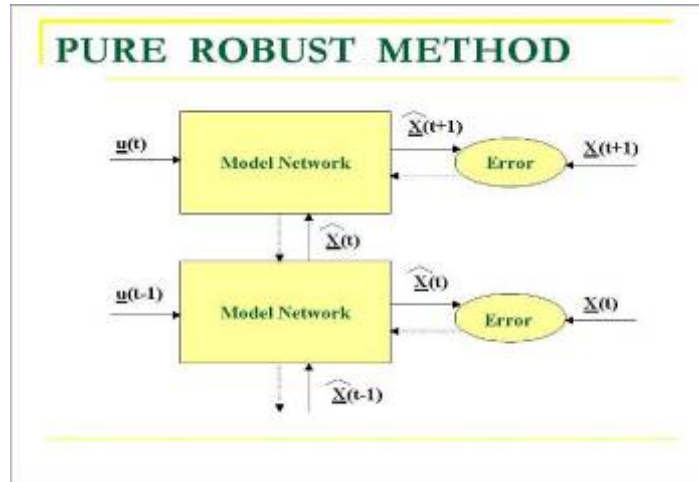 PURE ROBUST METHOD
u(t)
Model Network
X̂(t+1)
Error
X(t+1)
X̂(t)
u(t-1)
Model Network
X̂(t)
Error
X(t)
X̂(t-1)